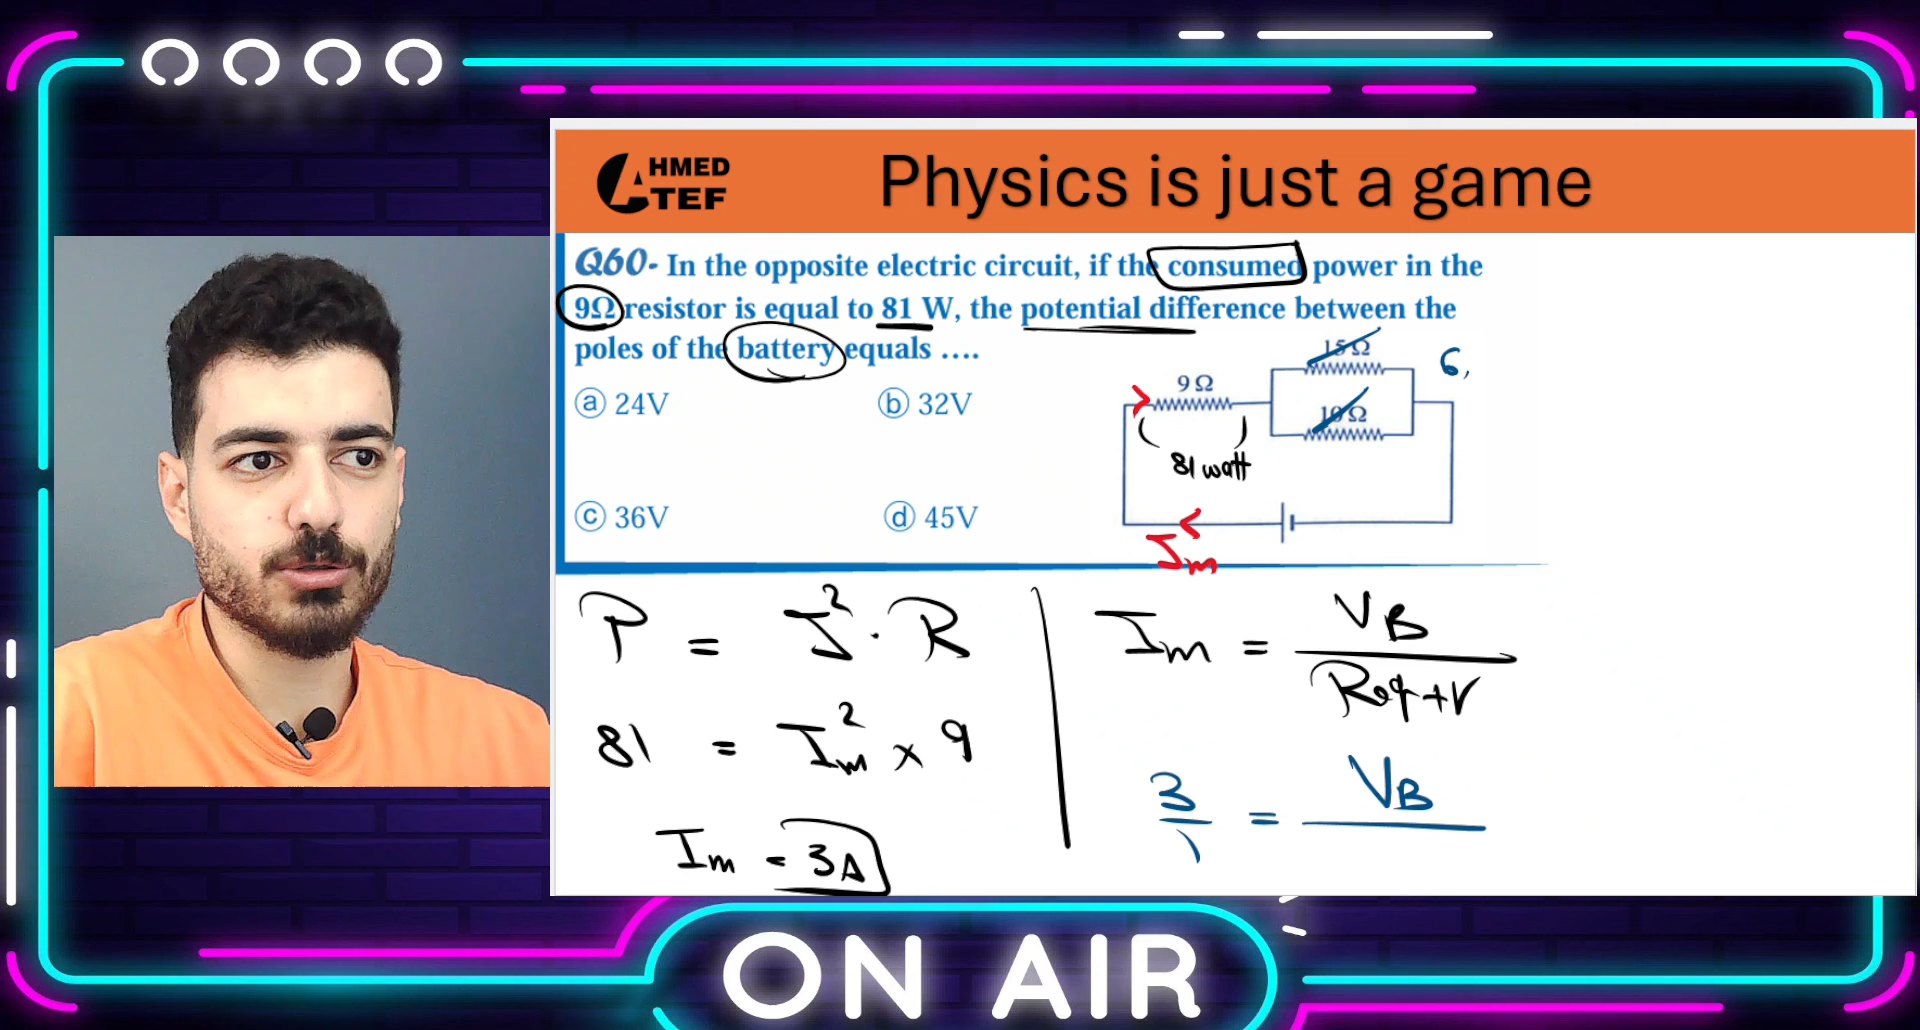 AHMED
ATEF
Physics is just a game
Q60- In the opposite electric circuit, if the consumed power in the
9Ω resistor is equal to 81 W, the potential difference between the
poles of the battery equals ....
ⓐ 24V
ⓑ 32V
ⓒ 36V
ⓓ 45V
15 Ω
6,
9 Ω
10 Ω
81 watt
Im
P = I² . R
81 = Im² × 9
Im = 3A
Im = VB / Req+r
3/1 = VB
ON AIR